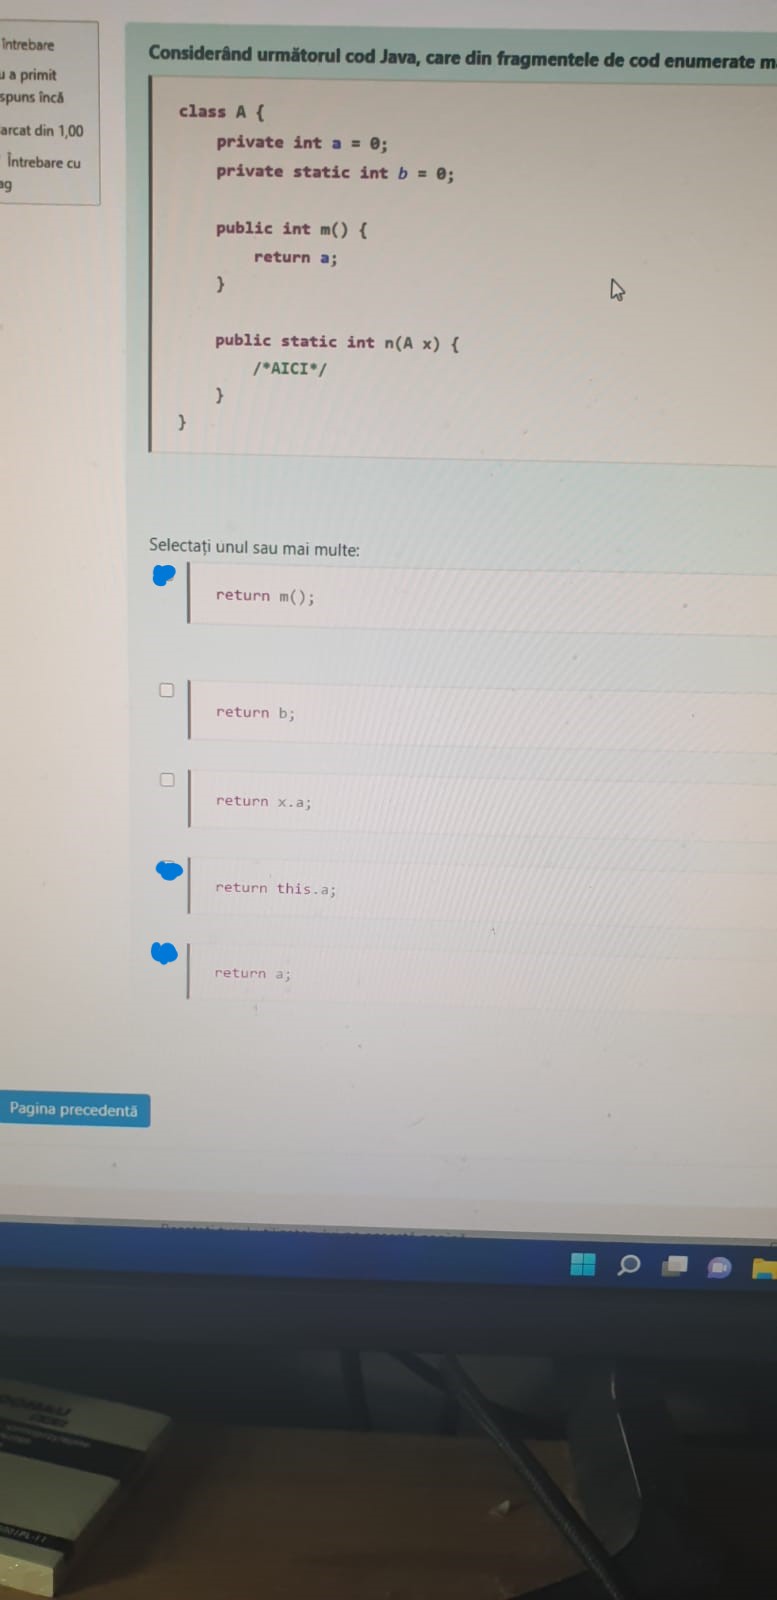 întrebare
u a primit
spuns încă
arcat din 1,00
Întrebare cu
ag
Considerând următorul cod Java, care din fragmentele de cod enumerate m
class A {
private int a = 0;
private static int b = 0;
public int m() {
return a;
}
public static int n(A x) {
/*AICI*/
}
}
Selectați unul sau mai multe:
return m();
return b;
return x.a;
return this.a;
return a;
Pagina precedentă